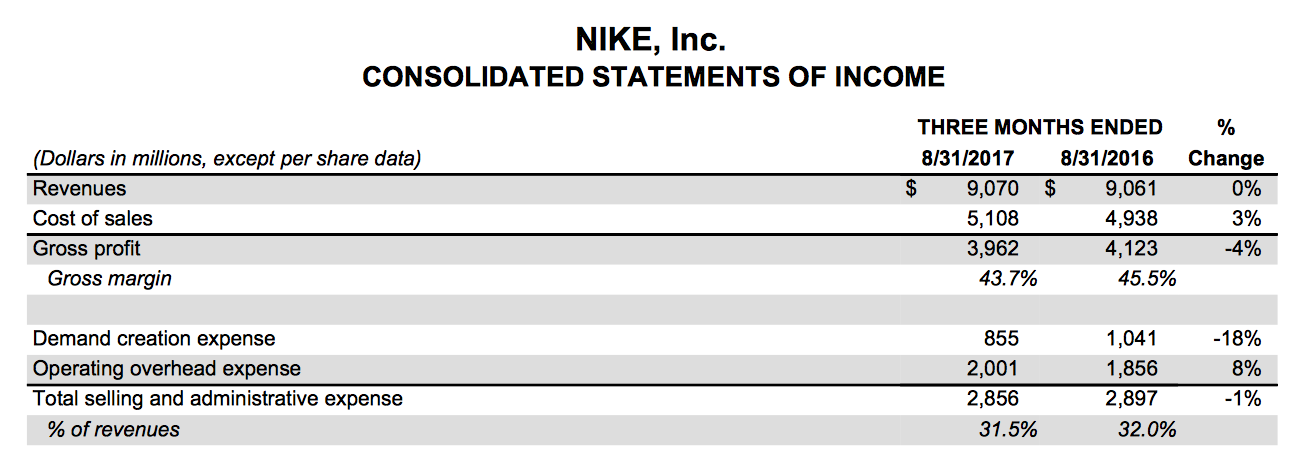 NIKE, Inc.
CONSOLIDATED STATEMENTS OF INCOME
THREE MONTHS ENDED %
(Dollars in millions, except per share data) 8/31/2017 8/31/2016 Change
Revenues $ 9,070 $ 9,061 0%
Cost of sales 5,108 4,938 3%
Gross profit 3,962 4,123 -4%
Gross margin 43.7% 45.5%
Demand creation expense 855 1,041 -18%
Operating overhead expense 2,001 1,856 8%
Total selling and administrative expense 2,856 2,897 -1%
% of revenues 31.5% 32.0%